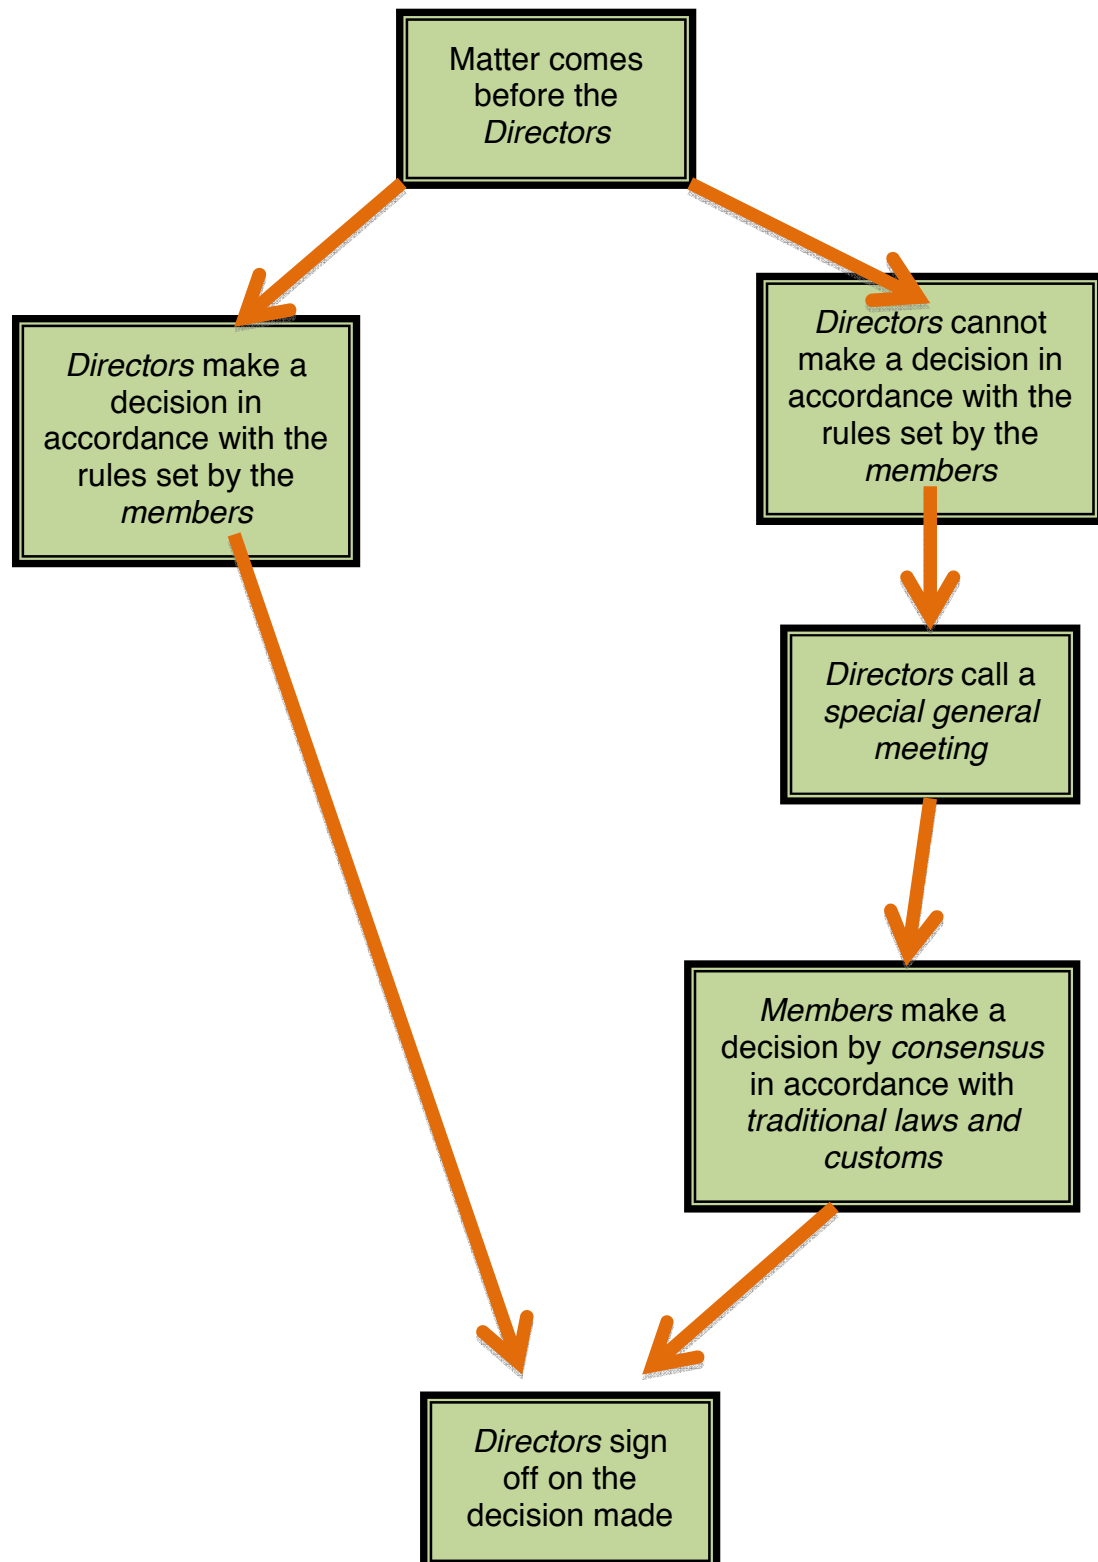 Matter comes
before the
Directors
Directors make a
decision in
accordance with the
rules set by the
members
Directors cannot
make a decision in
accordance with the
rules set by the
members
Directors call a
special general
meeting
Members make a
decision by consensus
in accordance with
traditional laws and
customs
Directors sign
off on the
decision made